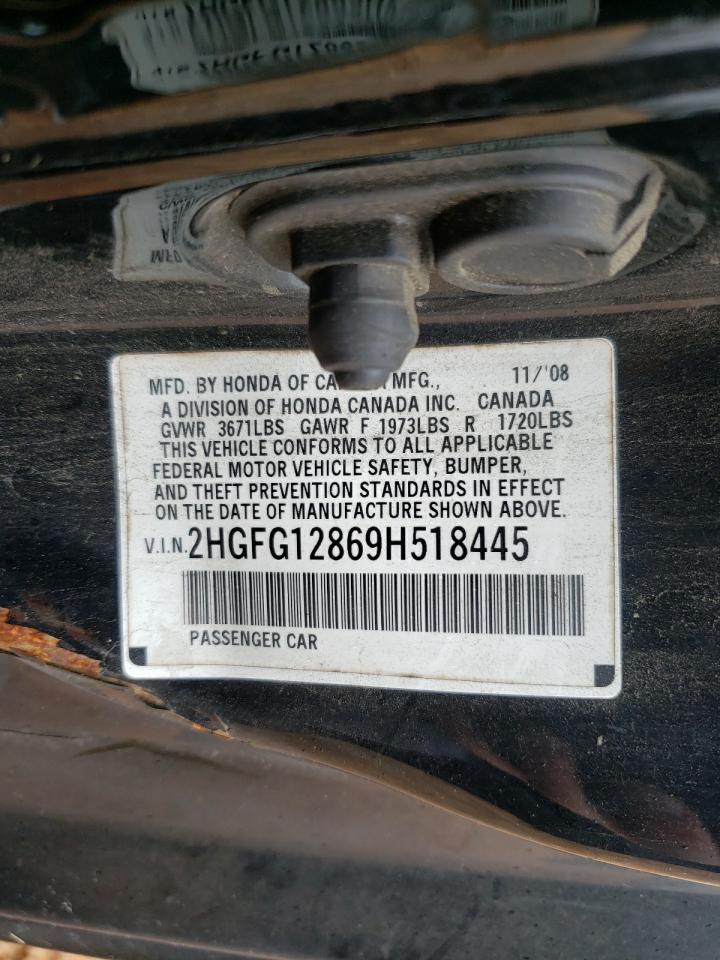 MFD. BY HONDA OF MFG., 11/'08
A DIVISION OF HONDA CANADA INC. CANADA
GVWR 3671LBS GAWR F 1973LBS R 1720LBS
THIS VEHICLE CONFORMS TO ALL APPLICABLE
FEDERAL MOTOR VEHICLE SAFETY, BUMPER,
AND THEFT PREVENTION STANDARDS IN EFFECT
ON THE DATE OF MANUFACTURE SHOWN ABOVE.
V.I.N. 2HGFG12869H518445
PASSENGER CAR